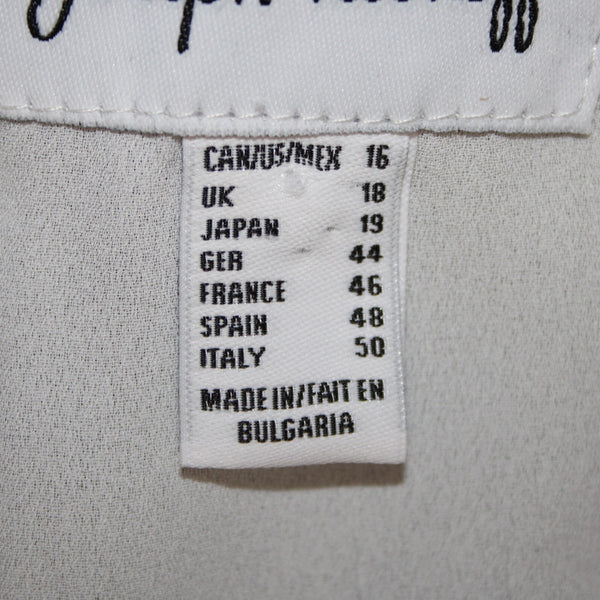 CAN/US/MEX 16
UK 18
JAPAN 19
GER 44
FRANCE 46
SPAIN 48
ITALY 50
MADE IN/FAIT EN
BULGARIA